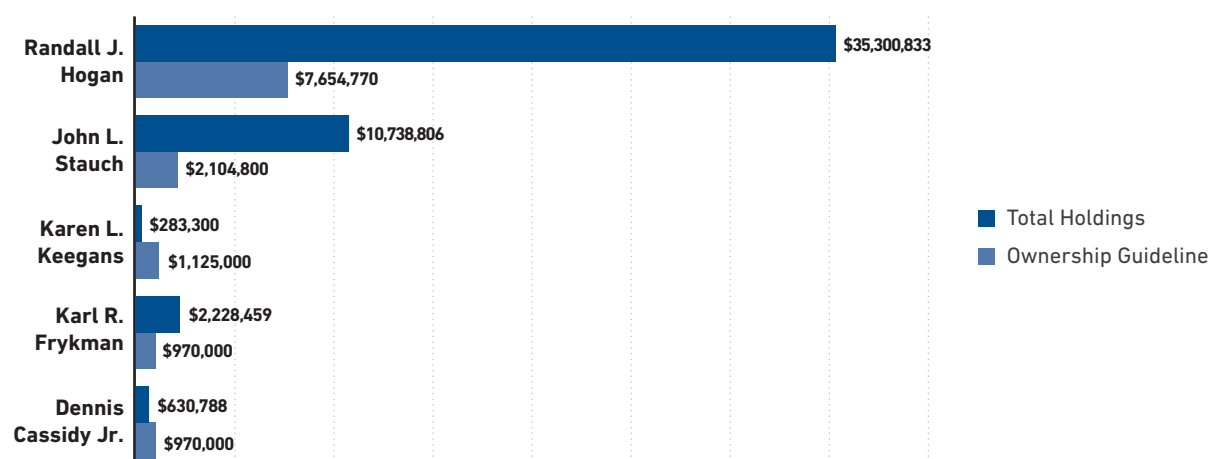 Randall J.
Hogan
$35,300,833
$7,654,770
John L.
Stauch
$10,738,806
$2,104,800
Karen L.
Keegans
$283,300
$1,125,000
Karl R.
Frykman
$2,228,459
$970,000
Dennis
Cassidy Jr.
$630,788
$970,000
Total Holdings
Ownership Guideline